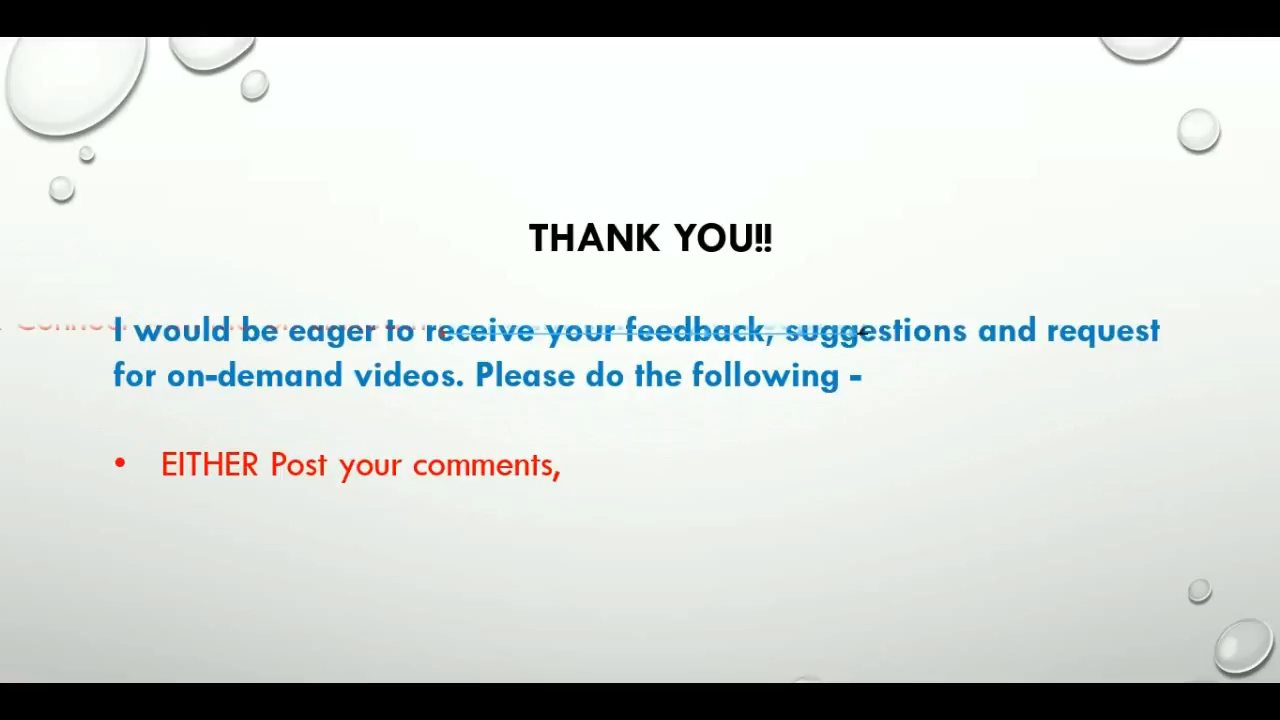 THANK YOU!!
I would be eager to receive your feedback, suggestions and request
for on-demand videos. Please do the following -
• EITHER Post your comments,